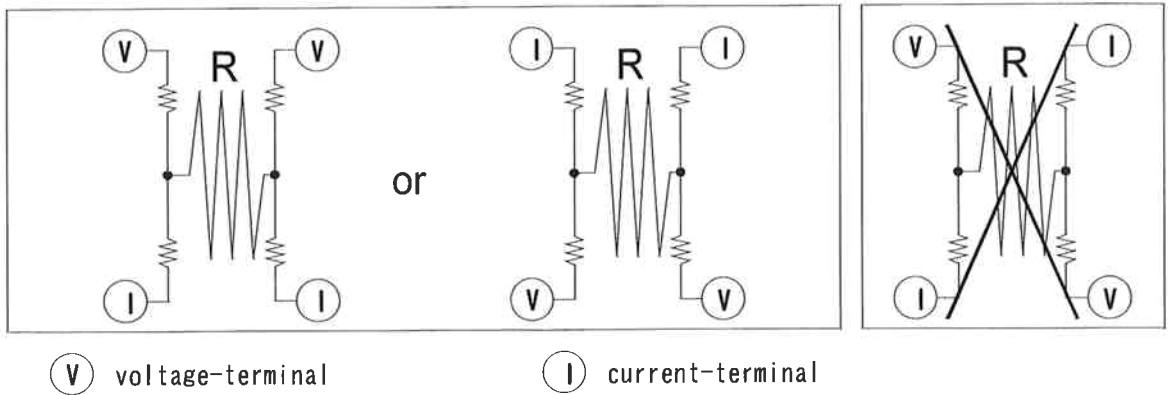 V V I I V I
R R R
or
I I V V I V
V voltage-terminal I current-terminal